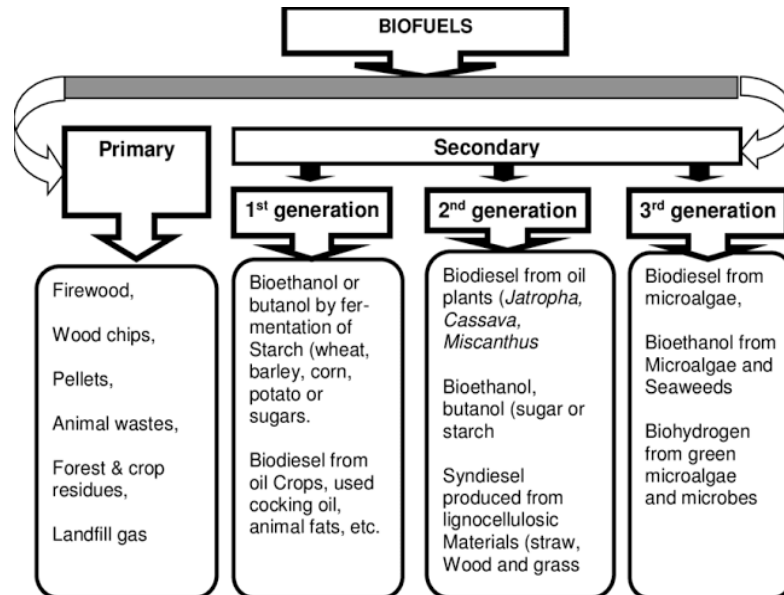 BIOFUELS
Primary
Secondary
1st generation
2nd generation
3rd generation
Firewood,
Wood chips,
Pellets,
Animal wastes,
Forest & crop
residues,
Landfill gas
Bioethanol or
butanol by fer-
mentation of
Starch (wheat,
barley, corn,
potato or
sugars.
Biodiesel from
oil Crops, used
cocking oil,
animal fats, etc.
Biodiesel from oil
plants (Jatropha,
Cassava,
Miscanthus
Bioethanol,
butanol (sugar or
starch
Syndiesel
produced from
lignocellulosic
Materials (straw,
Wood and grass
Biodiesel from
microalgae,
Bioethanol from
Microalgae and
Seaweeds
Biohydrogen
from green
microalgae
and microbes